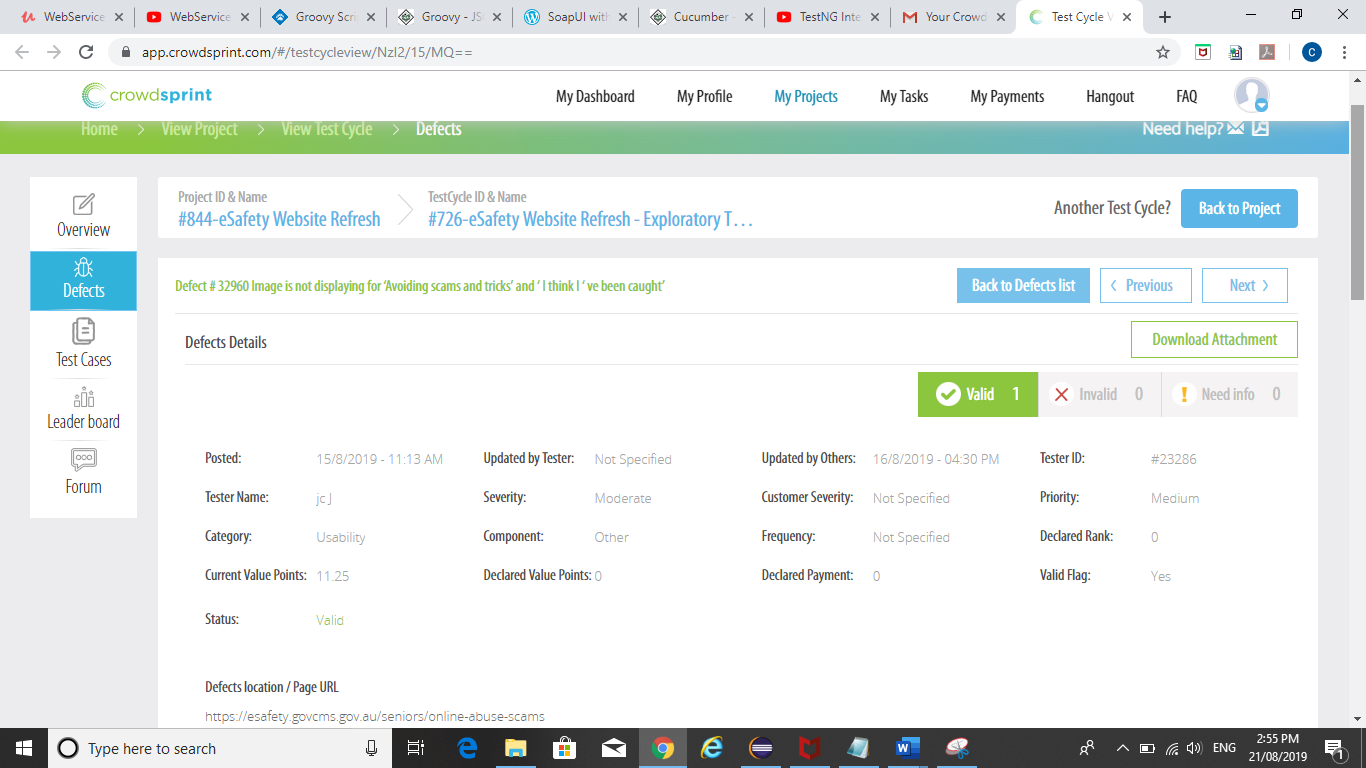 WebService
WebService
Groovy Scri
Groovy - JS
SoapUI with
Cucumber -
TestNG Inte
Your Crowd
Test Cycle V
app.crowdsprint.com/#/testcycleview/NzI2/15/MQ==
C
crowdsprint
My Dashboard
My Profile
My Projects
My Tasks
My Payments
Hangout
FAQ
Home > View Project > View Test Cycle > Defects
Need help?
Overview
Defects
Test Cases
Leader board
Forum
Project ID & Name
#844-eSafety Website Refresh
TestCycle ID & Name
#726-eSafety Website Refresh - Exploratory T...
Another Test Cycle?
Back to Project
Defect # 32960 Image is not displaying for ‘Avoiding scams and tricks’ and ‘ I think I ‘ ve been caught’
Back to Defects list
Previous
Next
Defects Details
Download Attachment
Valid 1
Invalid 0
Need info 0
Posted: 15/8/2019 - 11:13 AM Updated by Tester: Not Specified Updated by Others: 16/8/2019 - 04:30 PM Tester ID: #23286
Tester Name: jc J Severity: Moderate Customer Severity: Not Specified Priority: Medium
Category: Usability Component: Other Frequency: Not Specified Declared Rank: 0
Current Value Points: 11.25 Declared Value Points: 0 Declared Payment: 0 Valid Flag: Yes
Status: Valid
Defects location / Page URL
https://esafety.govcms.gov.au/seniors/online-abuse-scams
Type here to search
ENG
2:55 PM
21/08/2019
1